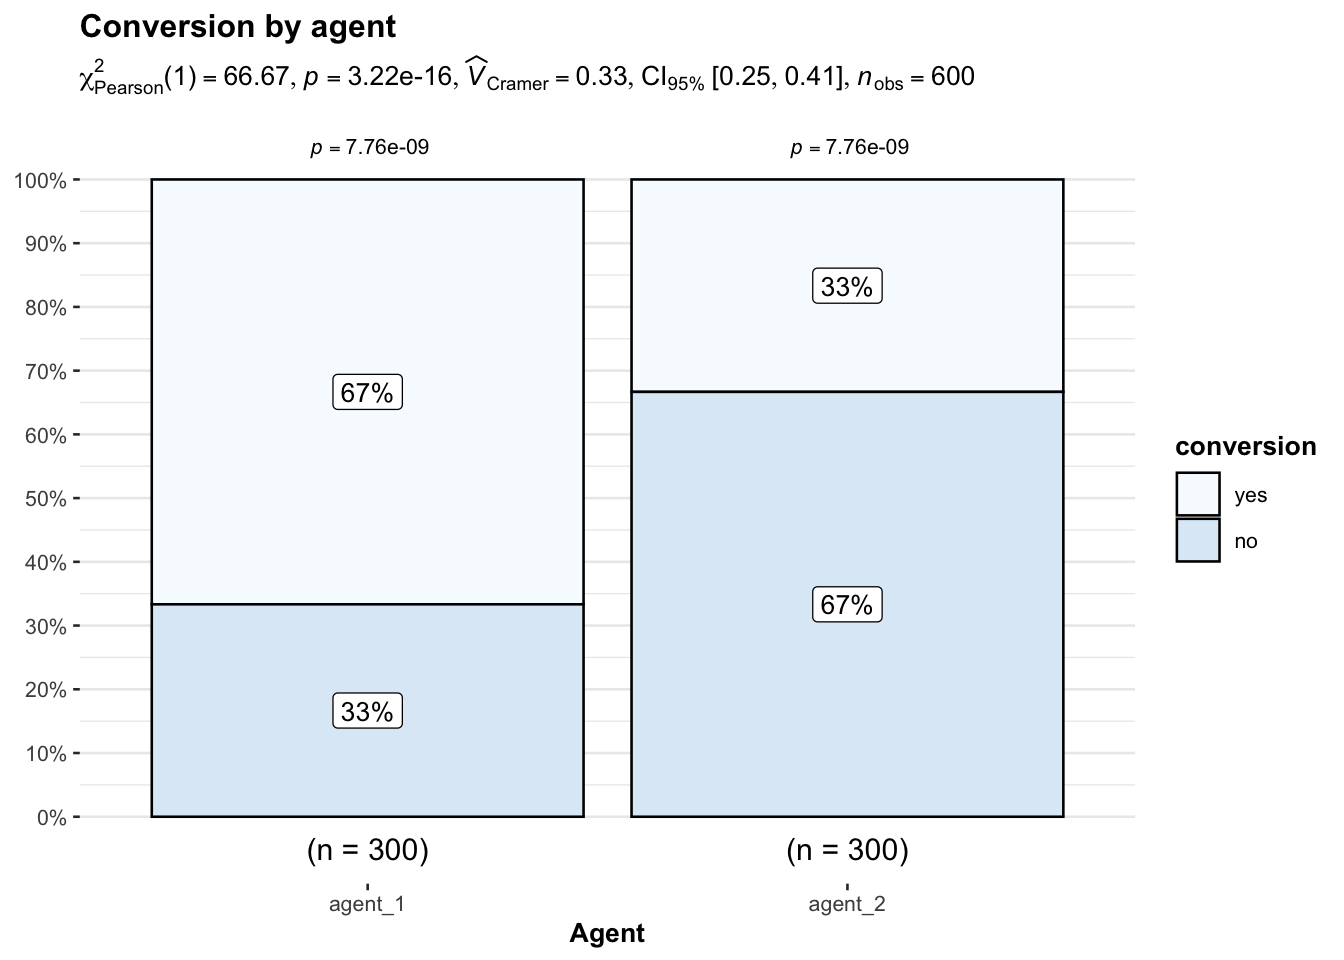 Conversion by agent
χ²Pearson(1) = 66.67, p = 3.22e-16, V̂Cramer = 0.33, CI95% [0.25, 0.41], nobs = 600
p = 7.76e-09 p = 7.76e-09
100%
90%
33%
80%
70%
67%
60%
conversion
50%
yes
no
40%
67%
30%
20%
33%
10%
0%
(n = 300) (n = 300)
agent_1 agent_2
Agent